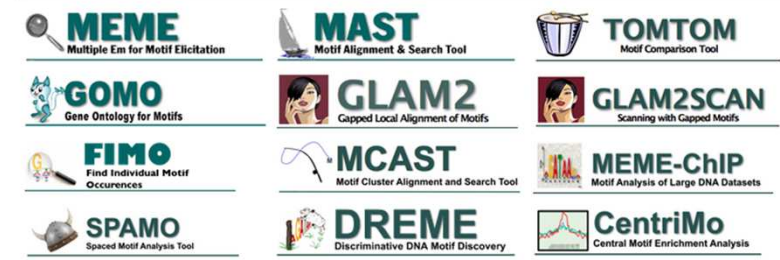 MEME
Multiple Em for Motif Elicitation
MAST
Motif Alignment & Search Tool
TOMTOM
Motif Comparison Tool
GOMO
Gene Ontology for Motifs
GLAM2
Gapped Local Alignment of Motifs
GLAM2SCAN
Scanning with Gapped Motifs
FIMO
Find Individual Motif
Occurences
MCAST
Motif Cluster Alignment and Search Tool
MEME-ChIP
Motif Analysis of Large DNA Datasets
SPAMO
Spaced Motif Analysis Tool
DREME
Discriminative DNA Motif Discovery
CentriMo
Central Motif Enrichment Analysis